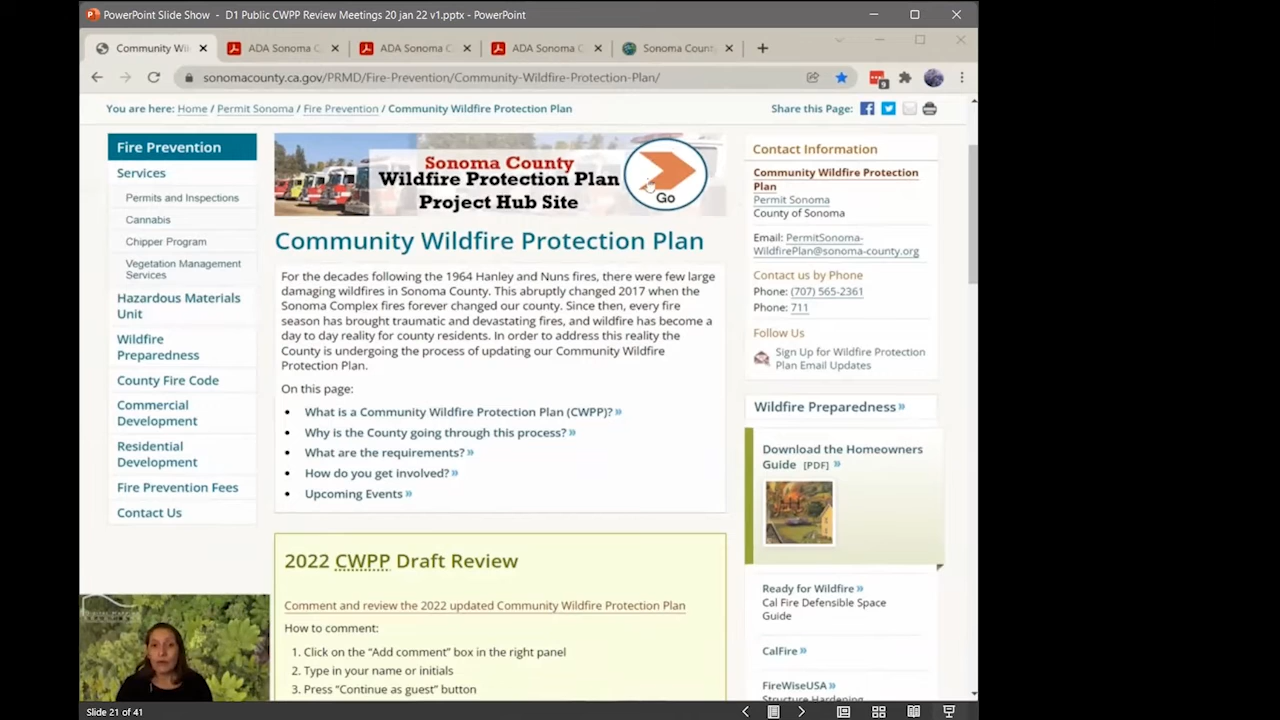 PowerPoint Slide Show - D1 Public CWPP Review Meetings 20 jan 22 v1.pptx - PowerPoint
Community Wi
ADA Sonoma C
ADA Sonoma C
ADA Sonoma C
Sonoma County
sonomacounty.ca.gov/PRMD/Fire-Prevention/Community-Wildfire-Protection-Plan/
9
You are here: Home / Permit Sonoma / Fire Prevention / Community Wildfire Protection Plan
Share this Page:
Fire Prevention
Services
Permits and Inspections
Cannabis
Chipper Program
Vegetation Management
Services
Hazardous Materials
Unit
Wildfire
Preparedness
County Fire Code
Commercial
Development
Residential
Development
Fire Prevention Fees
Contact Us
Sonoma County
Wildfire Protection Plan
Project Hub Site
Go
Community Wildfire Protection Plan
For the decades following the 1964 Hanley and Nuns fires, there were few large
damaging wildfires in Sonoma County. This abruptly changed 2017 when the
Sonoma Complex fires forever changed our county. Since then, every fire
season has brought traumatic and devastating fires, and wildfire has become a
day to day reality for county residents. In order to address this reality the
County is undergoing the process of updating our Community Wildfire
Protection Plan.
On this page:
• What is a Community Wildfire Protection Plan (CWPP)? »
• Why is the County going through this process? »
• What are the requirements? »
• How do you get involved? »
• Upcoming Events »
2022 CWPP Draft Review
Comment and review the 2022 updated Community Wildfire Protection Plan
How to comment:
1. Click on the “Add comment” box in the right panel
2. Type in your name or initials
3. Press “Continue as guest” button
Contact Information
Community Wildfire Protection
Plan
Permit Sonoma
County of Sonoma
Email: PermitSonoma-
WildfirePlan@sonoma-county.org
Contact us by Phone
Phone: (707) 565-2361
Phone: 711
Follow Us
Sign Up for Wildfire Protection
Plan Email Updates
Wildfire Preparedness »
Download the Homeowners
Guide [PDF] »
Ready for Wildfire »
Cal Fire Defensible Space
Guide
CalFire »
FireWiseUSA »
Structure Hardening
Slide 21 of 41